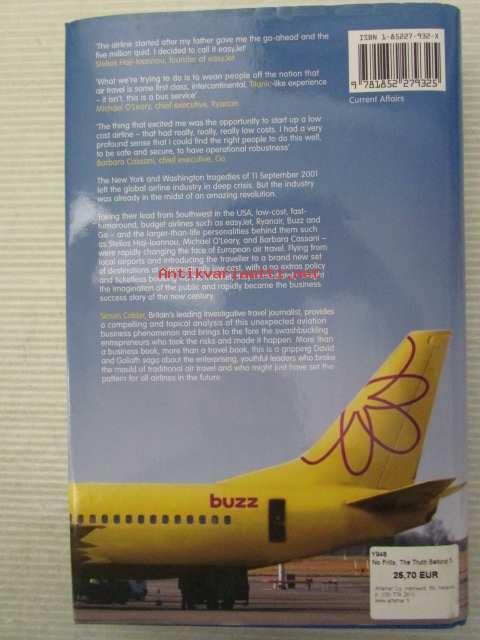 'The airline started after my father gave me the go-ahead and the
five million quid. I decided to call it easyJet'
Stelios Haji-Ioannou, founder of easyJet
'What we're trying to do is to wean people off the notion that
air travel is some first class, intercontinental, Titanic-like experience
– it isn't, this is a bus service'
Michael O'Leary, chief executive, Ryanair
'The thing that excited me was the opportunity to start up a low
cost airline – that had really, really, really low costs. I had a very
profound sense that I could find the right people to do this well,
to be safe and secure, to have operational robustness'
Barbara Cassani, chief executive, Go
The New York and Washington tragedies of 11 September 2001
left the global airline industry in deep crisis. But the industry
was already in the midst of an amazing revolution.
Taking their lead from Southwest in the USA, low-cost, fast-
turnaround, budget airlines such as easyJet, Ryanair, Buzz and
Go – and the larger-than-life personalities behind them such
as Stelios Haji-Ioannou, Michael O'Leary, and Barbara Cassani –
were rapidly changing the face of European air travel. Flying from
local airports and introducing the traveller to a brand new set
of destinations at low cost, with a no extras policy
and ticketless
the imagination of the public and rapidly became the business
success story of the new century.
Simon Calder, Britain's leading investigative travel journalist, provides
a compelling and topical analysis of this unexpected aviation
business phenomenon and brings to the fore the swashbuckling
entrepreneurs who took the risks and made it happen. More than
a business book, more than a travel book, this is a gripping David
and Goliath saga about the enterprising, youthful leaders who broke
the mould of traditional air travel and who might just have set the
pattern for all airlines in the future.
ISBN 1-85227-932-X
9 781852 279325
Current Affairs
buzz
Y948
No Frills, The Truth Behind
25,70 EUR